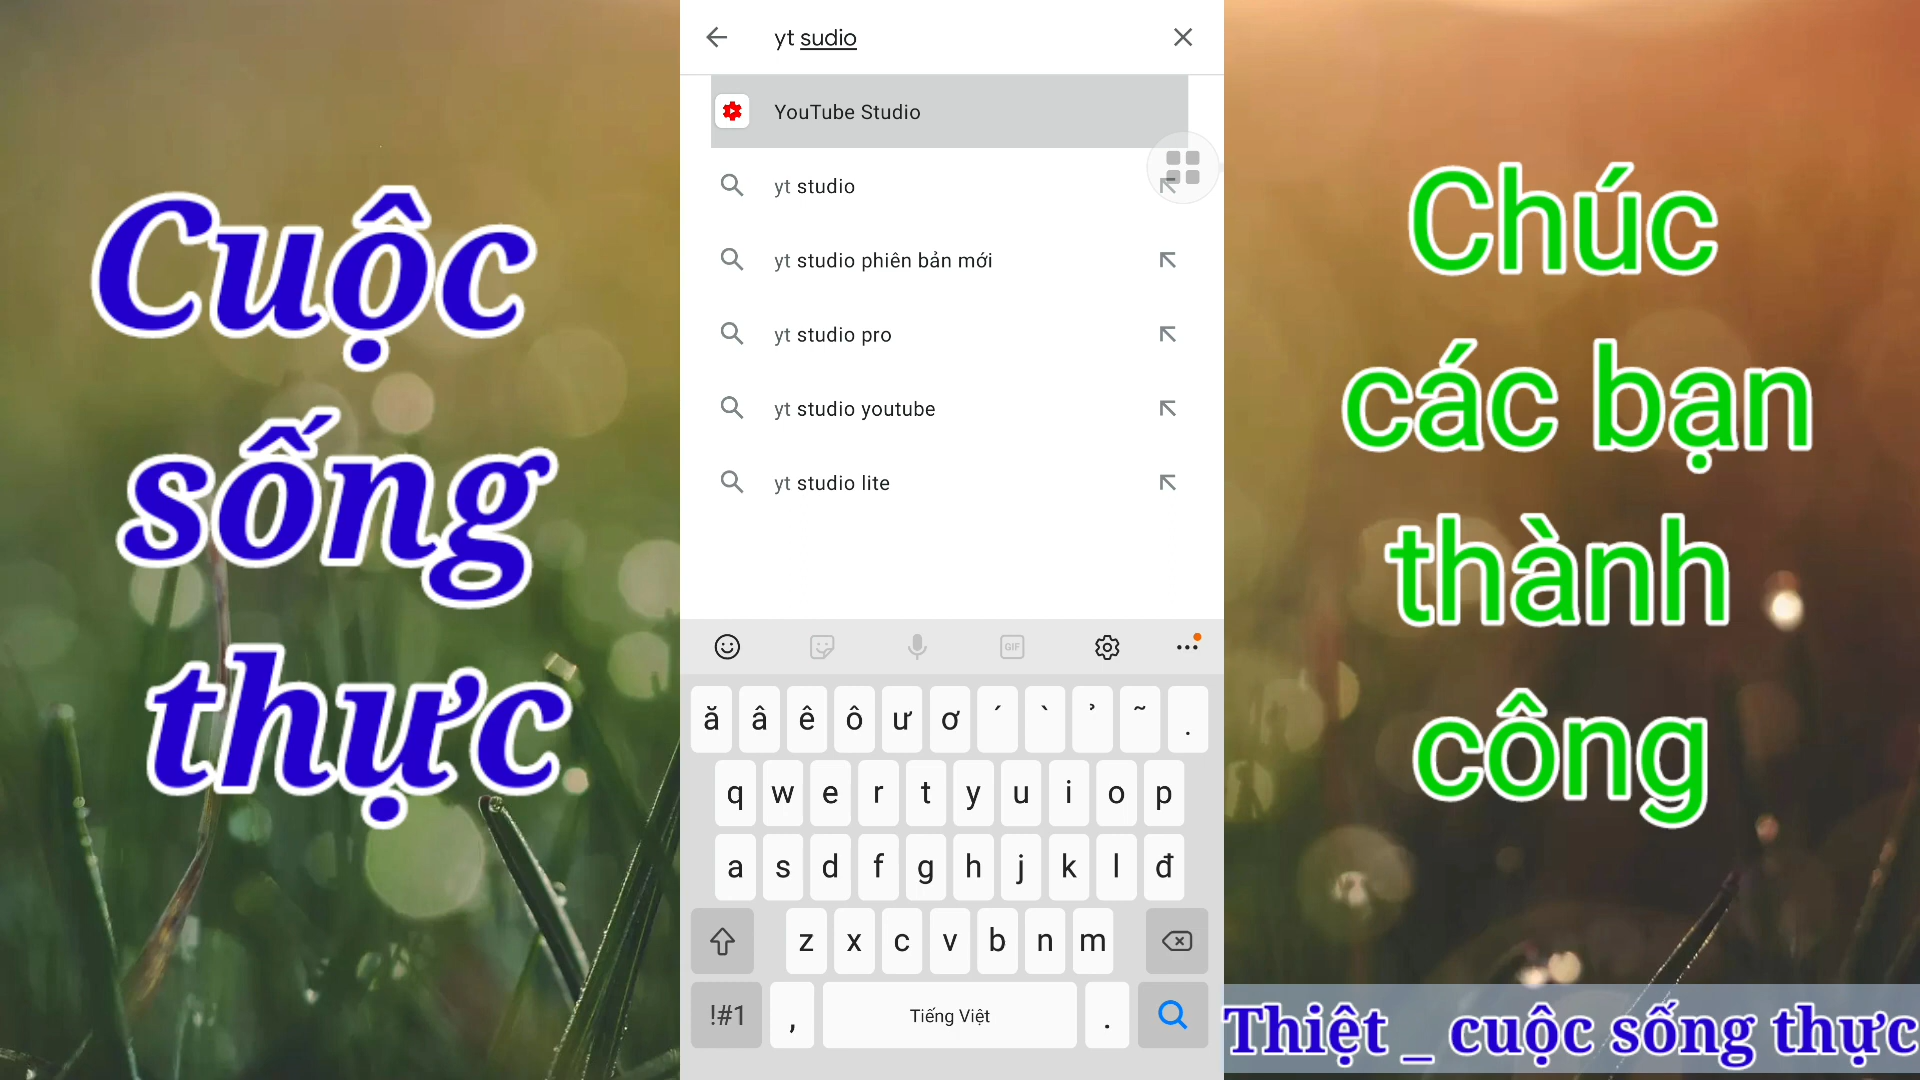 Cuộc
sống
thực
yt sudio
YouTube Studio
yt studio
yt studio phiên bản mới
yt studio pro
yt studio youtube
yt studio lite
GIF
ă â ê ô ư ơ ´ ` ̉ ~ .
q w e r t y u i o p
a s d f g h j k l đ
z x c v b n m
!#1 , Tiếng Việt .
Chúc
các bạn
thành
công
Thiệt _ cuộc sống thực